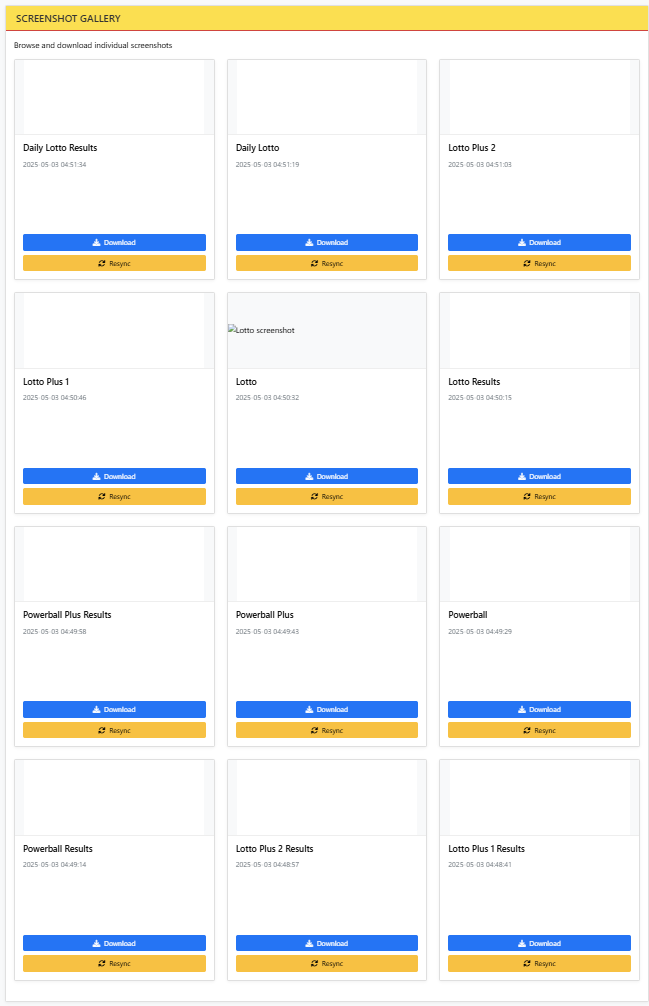 SCREENSHOT GALLERY
Browse and download individual screenshots
Daily Lotto Results
2025-05-03 04:51:34
Download
Resync
Daily Lotto
2025-05-03 04:51:19
Download
Resync
Lotto Plus 2
2025-05-03 04:51:03
Download
Resync
Lotto Plus 1
2025-05-03 04:50:46
Download
Resync
Lotto screenshot
Lotto
2025-05-03 04:50:32
Download
Resync
Lotto Results
2025-05-03 04:50:15
Download
Resync
Powerball Plus Results
2025-05-03 04:49:58
Download
Resync
Powerball Plus
2025-05-03 04:49:43
Download
Resync
Powerball
2025-05-03 04:49:29
Download
Resync
Powerball Results
2025-05-03 04:49:14
Download
Resync
Lotto Plus 2 Results
2025-05-03 04:48:57
Download
Resync
Lotto Plus 1 Results
2025-05-03 04:48:41
Download
Resync